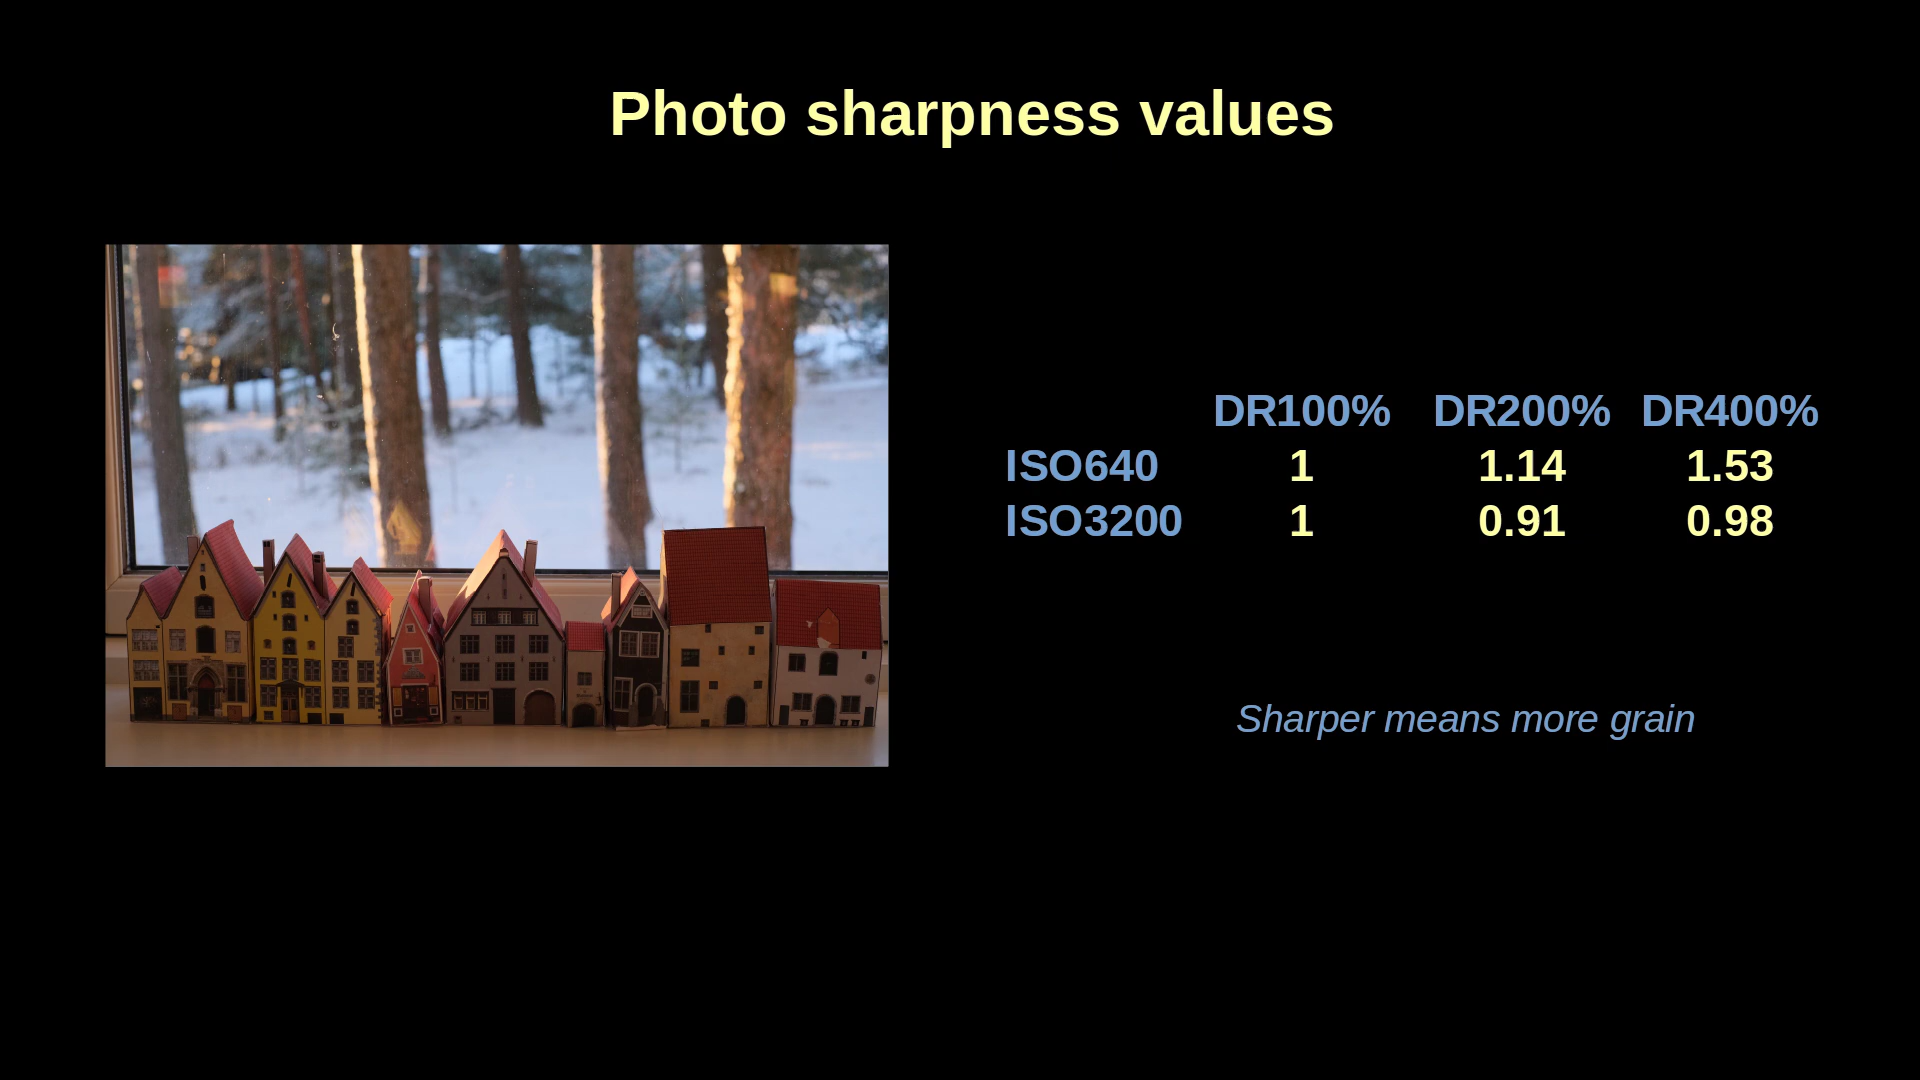 Photo sharpness values
DR100% DR200% DR400%
ISO640 1 1.14 1.53
ISO3200 1 0.91 0.98
Sharper means more grain